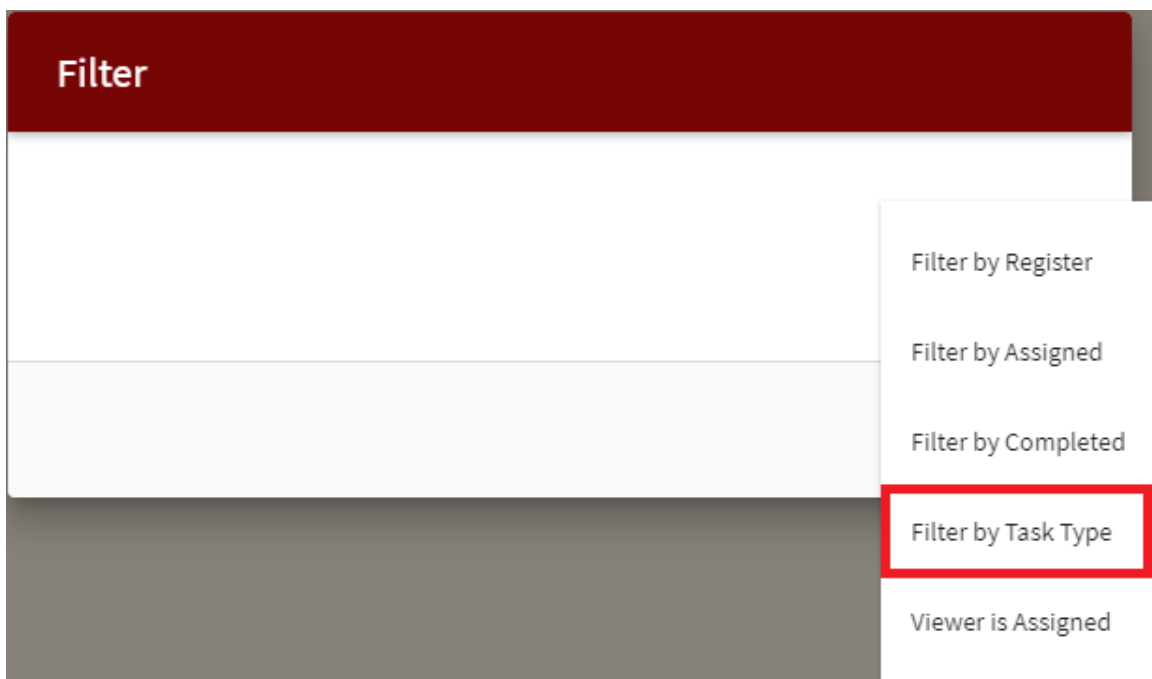 Filter
Filter by Register
Filter by Assigned
Filter by Completed
Filter by Task Type
Viewer is Assigned